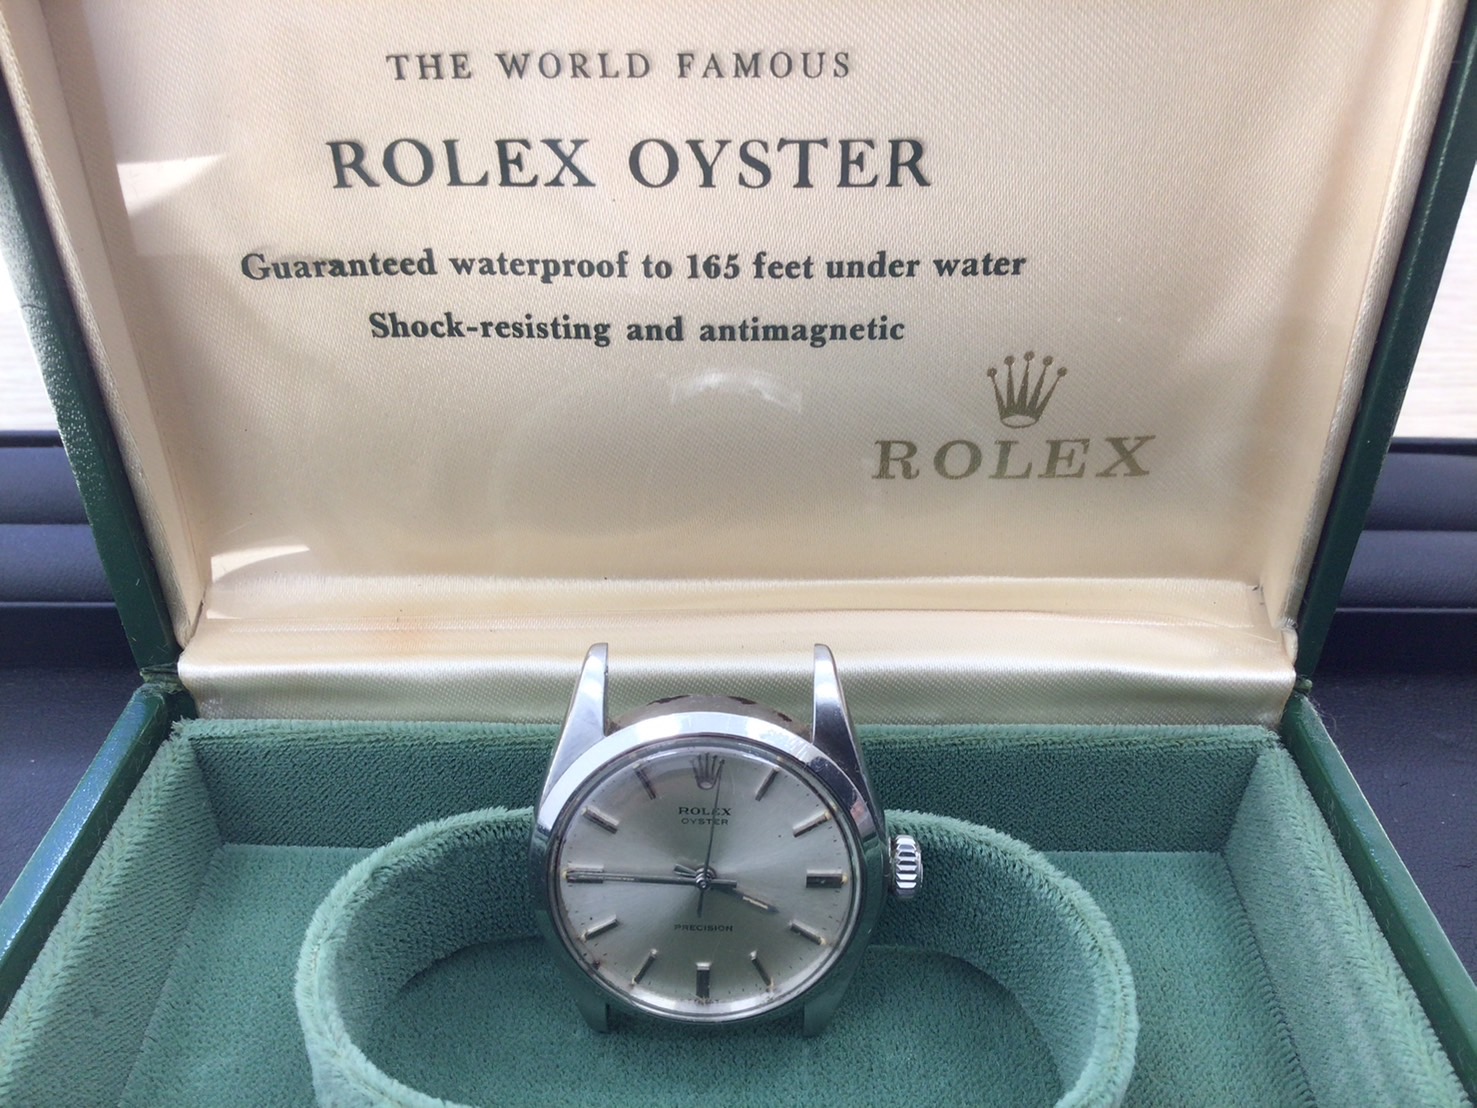 THE WORLD FAMOUS
ROLEX OYSTER
Guaranteed waterproof to 165 feet under water
Shock-resisting and antimagnetic
ROLEX
ROLEX
OYSTER
PRECISION